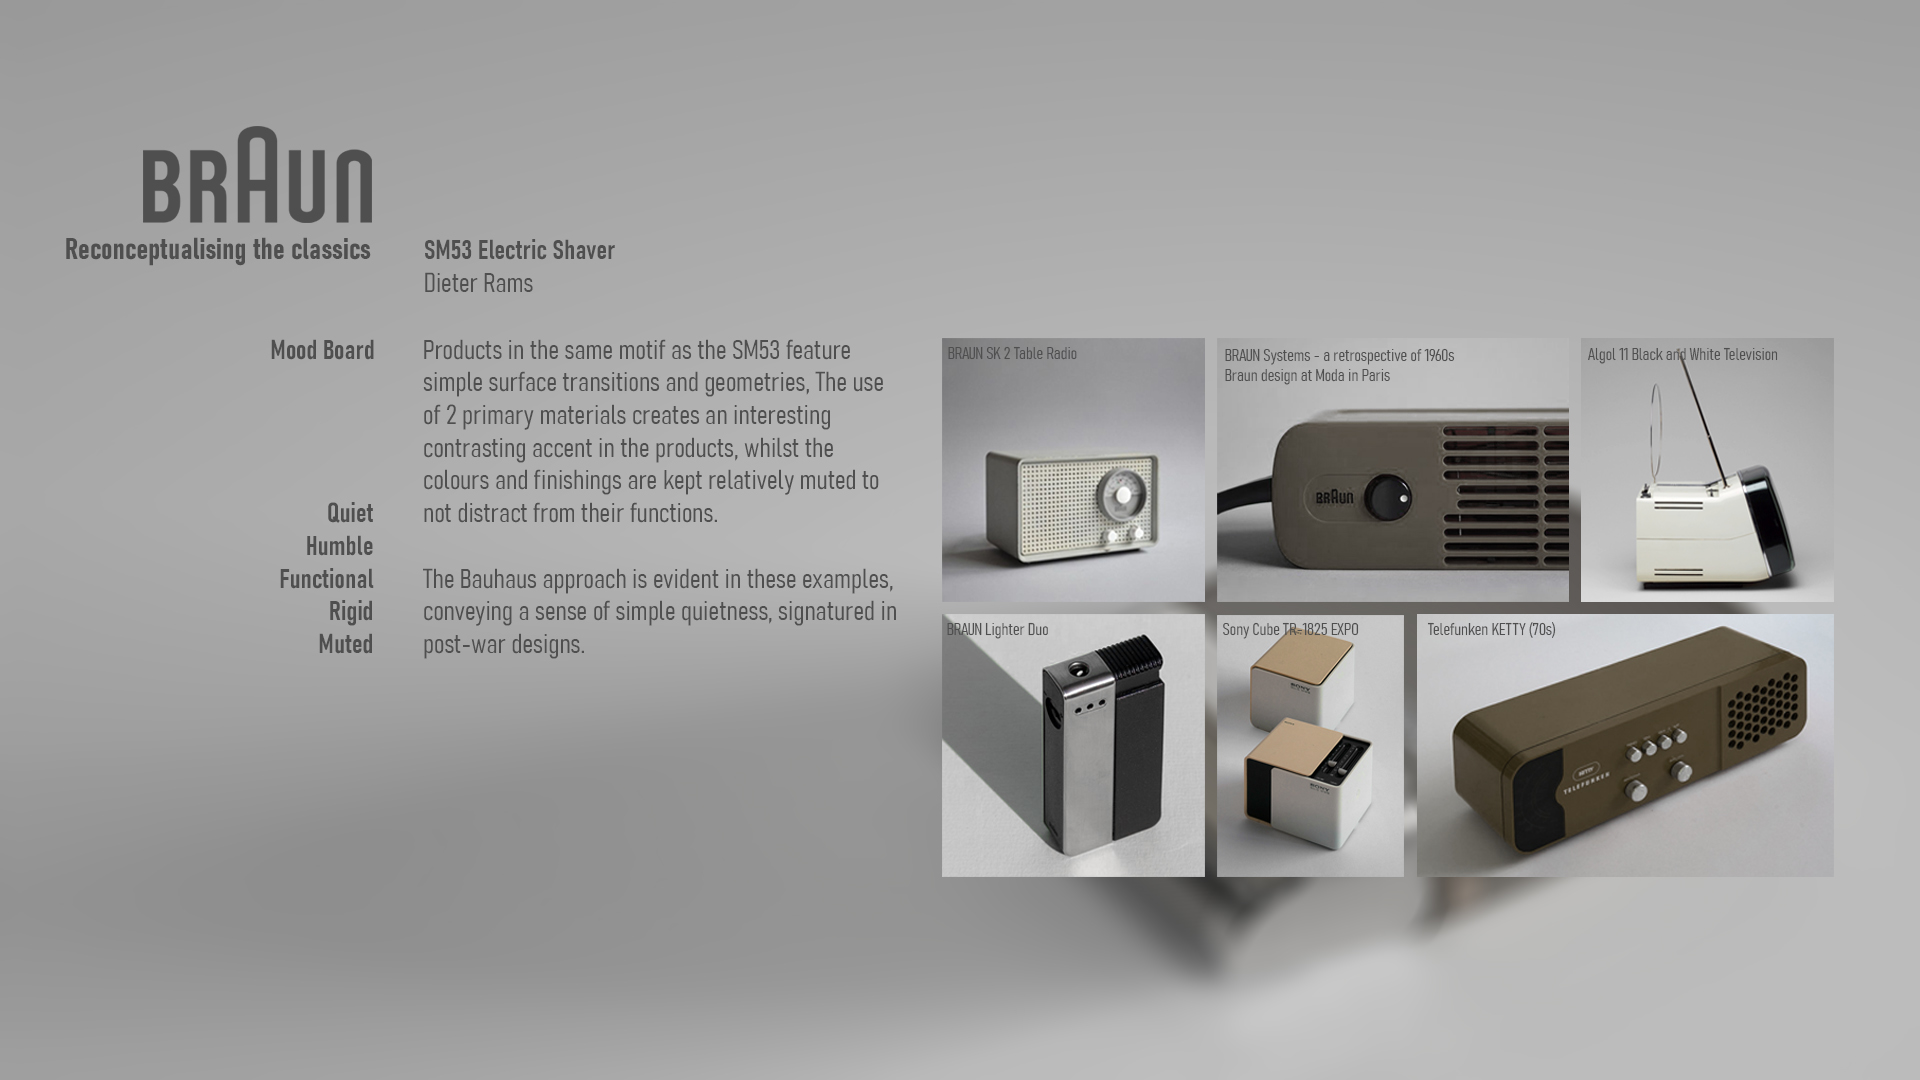 BRAUN
Reconceptualising the classics
SM53 Electric Shaver
Dieter Rams
Mood Board
Products in the same motif as the SM53 feature
simple surface transitions and geometries, The use
of 2 primary materials creates an interesting
contrasting accent in the products, whilst the
colours and finishings are kept relatively muted to
not distract from their functions.
Quiet
Humble
Functional
Rigid
Muted
The Bauhaus approach is evident in these examples,
conveying a sense of simple quietness, signatured in
post-war designs.
BRAUN SK 2 Table Radio
BRAUN Systems - a retrospective of 1960s
Braun design at Moda in Paris
BRAUN
Algol 11 Black and White Television
BRAUN Lighter Duo
Sony Cube TR-1825 EXPO
SONY
SONY
Telefunken KETTY (70s)
KETTY
TELEFUNKEN